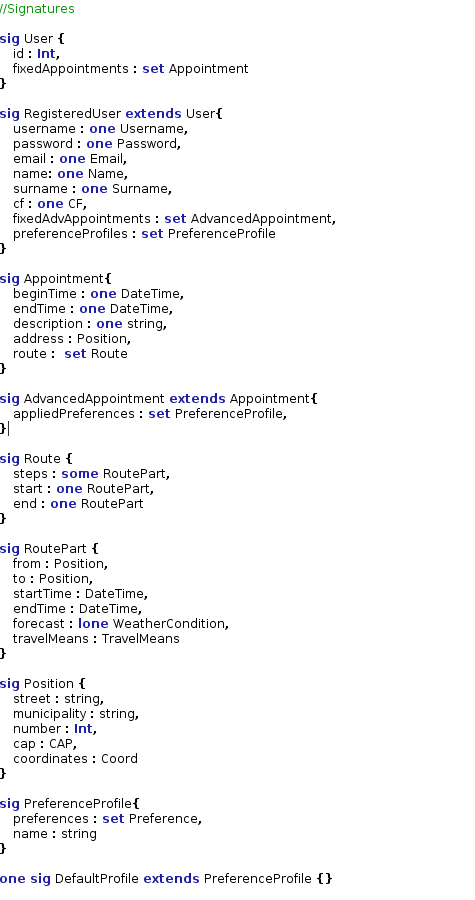 //Signatures
sig User {
id : Int,
fixedAppointments : set Appointment
}
sig RegisteredUser extends User{
username : one Username,
password : one Password,
email : one Email,
name: one Name,
surname : one Surname,
cf : one CF,
fixedAdvAppointments : set AdvancedAppointment,
preferenceProfiles : set PreferenceProfile
}
sig Appointment{
beginTime : one DateTime,
endTime : one DateTime,
description : one string,
address : Position,
route :  set Route
}
sig AdvancedAppointment extends Appointment{
appliedPreferences : set PreferenceProfile,
}
sig Route {
steps : some RoutePart,
start : one RoutePart,
end : one RoutePart
}
sig RoutePart {
from : Position,
to : Position,
startTime : DateTime,
endTime : DateTime,
forecast : lone WeatherCondition,
travelMeans : TravelMeans
}
sig Position {
street : string,
municipality : string,
number : Int,
cap : CAP,
coordinates : Coord
}
sig PreferenceProfile{
preferences : set Preference,
name : string
}
one sig DefaultProfile extends PreferenceProfile {}